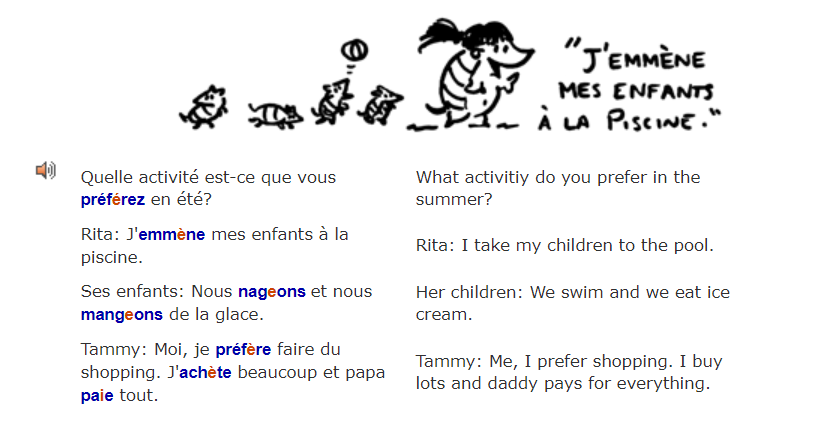 "J'EMMÈNE
MES ENFANTS
À LA PISCINE."
Quelle activité est-ce que vous
préférez en été?
Rita: J'emmène mes enfants à la
piscine.
Ses enfants: Nous nageons et nous
mangeons de la glace.
Tammy: Moi, je préfère faire du
shopping. J'achète beaucoup et papa
paie tout.
What activitiy do you prefer in the
summer?
Rita: I take my children to the pool.
Her children: We swim and we eat ice
cream.
Tammy: Me, I prefer shopping. I buy
lots and daddy pays for everything.